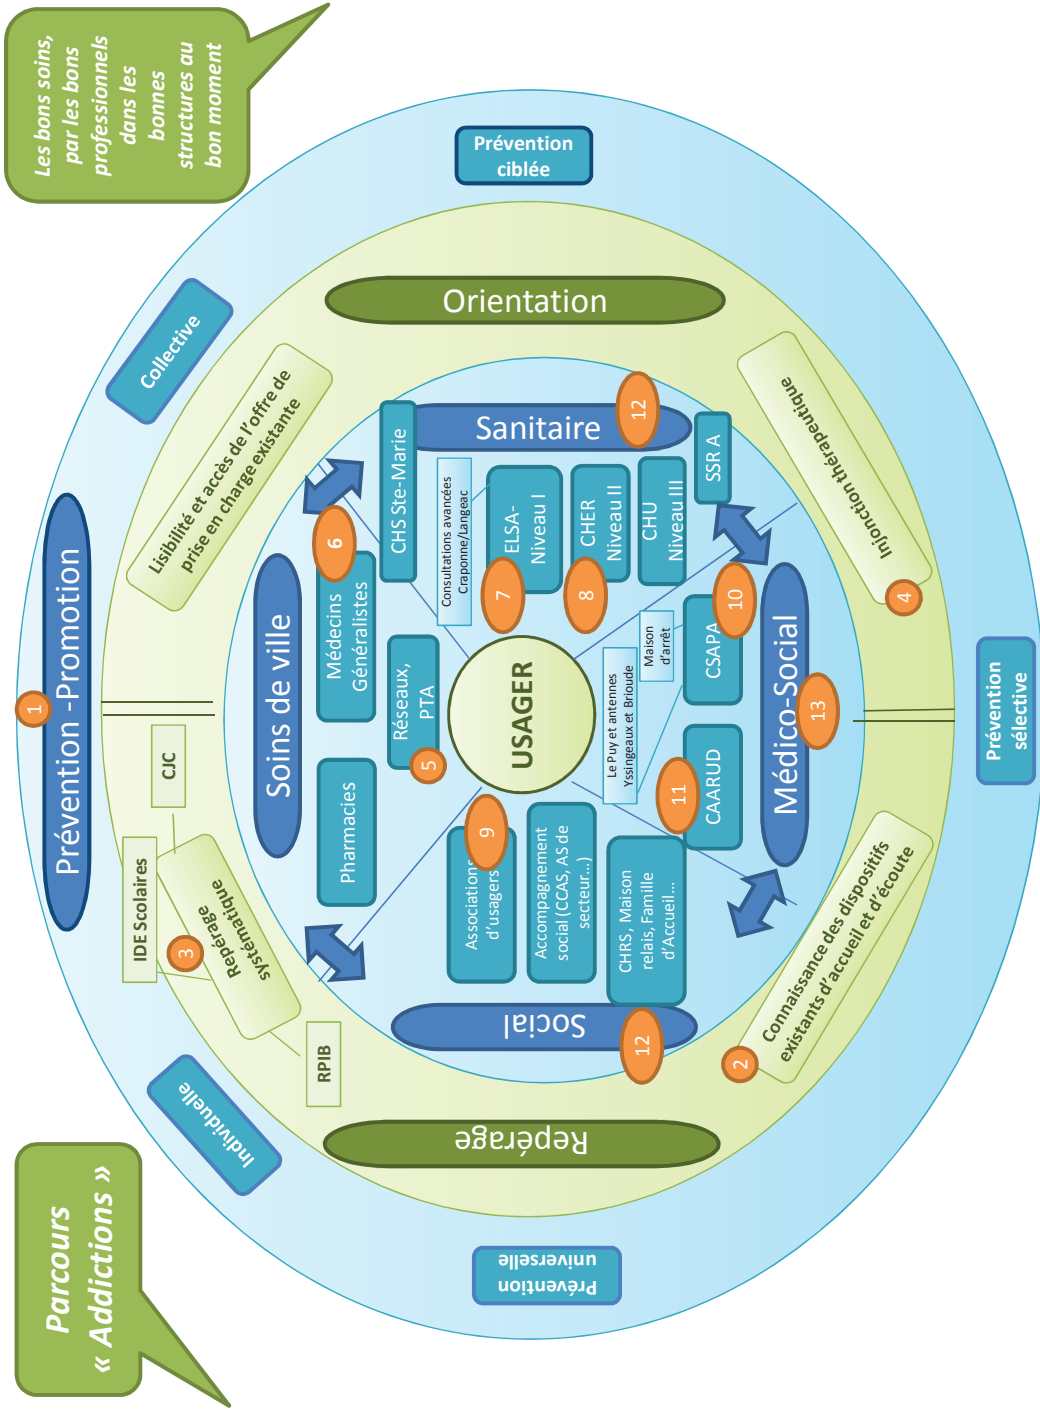 Parcours
« Addictions »
Les bons soins,
par les bons
professionnels
dans les
bonnes
structures au
bon moment
1
Prévention -Promotion
Individuelle
Collective
Prévention
universelle
Prévention
ciblée
Prévention
sélective
IDE Scolaires
CJC
3
Repérage
systématique
RPIB
Lisibilité et accès de l'offre de
prise en charge existante
Repérage
Orientation
2
Connaissance des dispositifs
existants d'accueil et d'écoute
4
Injonction thérapeutique
Soins de ville
Pharmacies
Médecins
Généralistes
6
Réseaux,
PTA
5
USAGER
Social
12
Associations
d'usagers
9
Accompagnement
social (CCAS, AS de
secteur…)
CHRS, Maison
relais, Famille
d'Accueil…
Sanitaire
12
CHS Ste-Marie
Consultations avancées
Craponne/Langeac
ELSA-
Niveau I
7
CHER
Niveau II
8
CHU
Niveau III
SSR A
Le Puy et antennes
Yssingeaux et Brioude
Maison
d'arrêt
11
CAARUD
CSAPA
10
Médico-Social
13